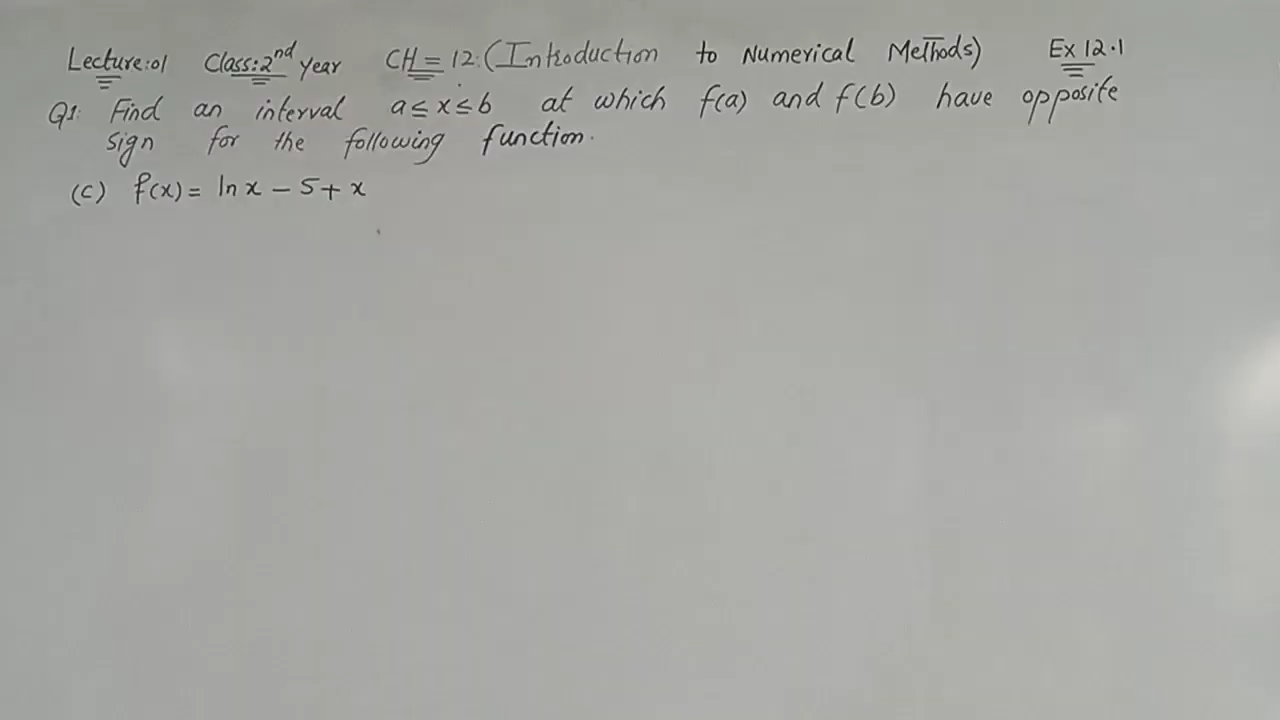 Lecture:01 Class:2nd year CH = 12:(Introduction to Numerical Methods) Ex 12.1
Q1: Find an interval a ≤ x ≤ b at which f(a) and f(b) have opposite
sign for the following function.
(c) f(x) = ln x - 5 + x